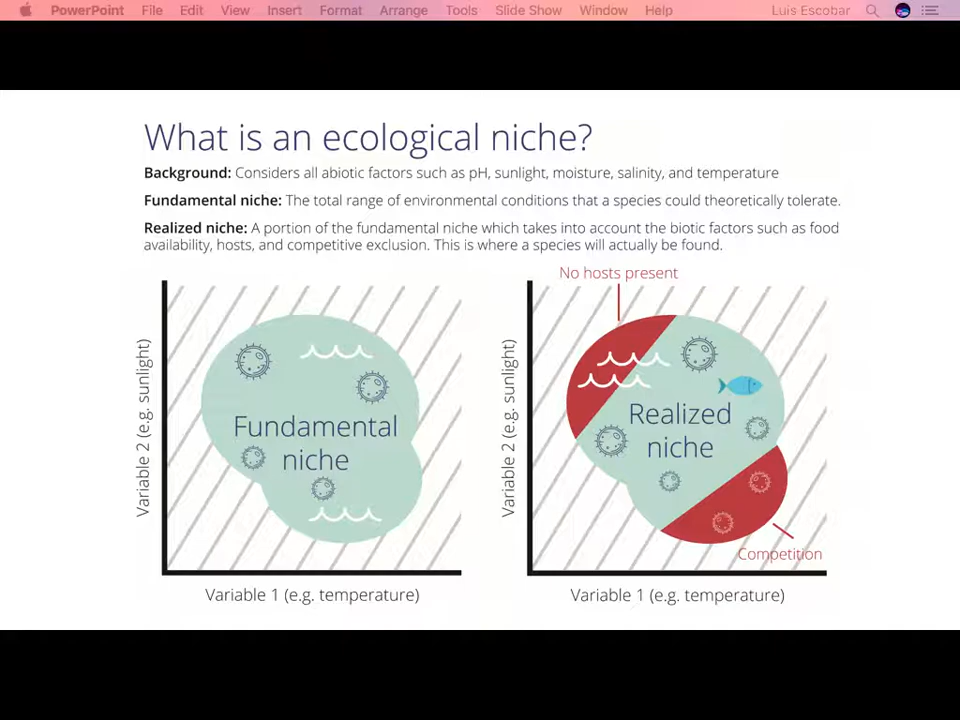 PowerPoint File Edit View Insert Format Arrange Tools Slide Show Window Help Luis Escobar
What is an ecological niche?
Background: Considers all abiotic factors such as pH, sunlight, moisture, salinity, and temperature
Fundamental niche: The total range of environmental conditions that a species could theoretically tolerate.
Realized niche: A portion of the fundamental niche which takes into account the biotic factors such as food
availability, hosts, and competitive exclusion. This is where a species will actually be found.
Variable 2 (e.g. sunlight)
Fundamental
niche
Variable 1 (e.g. temperature)
No hosts present
Variable 2 (e.g. sunlight)
Realized
niche
Competition
Variable 1 (e.g. temperature)